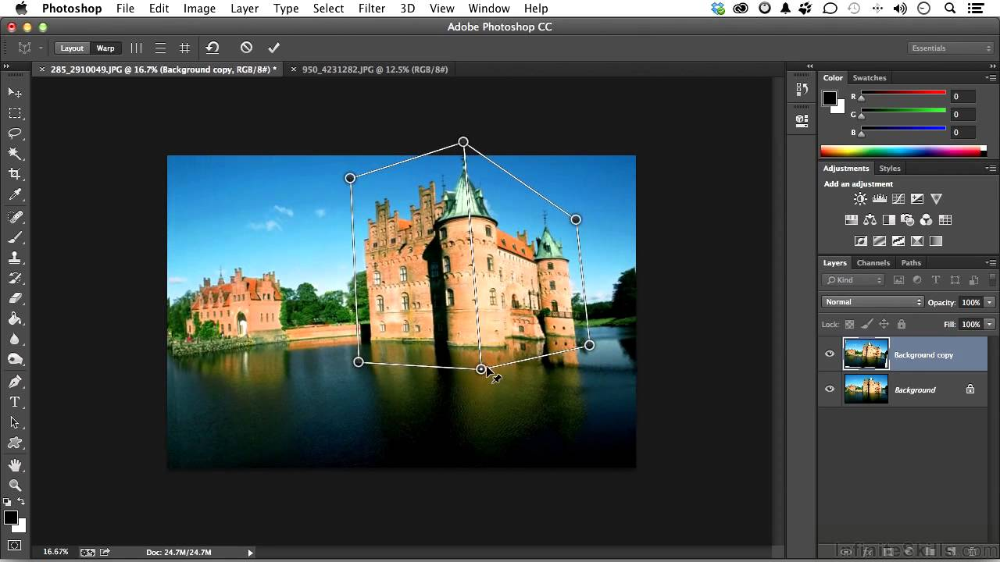 Photoshop File Edit Image Layer Type Select Filter 3D View Window Help
Adobe Photoshop CC
Layout Warp Essentials
× 285_2910049.JPG @ 16.7% (Background copy, RGB/8#) * × 950_4231282.JPG @ 12.5% (RGB/8#)
Color Swatches
R 0
G 0
B 0
Adjustments Styles
Add an adjustment
Layers Channels Paths
Kind
Normal Opacity: 100%
Lock: Fill: 100%
Background copy
Background
16.67% Doc: 24.7M/24.7M
InfiniteSkills.com